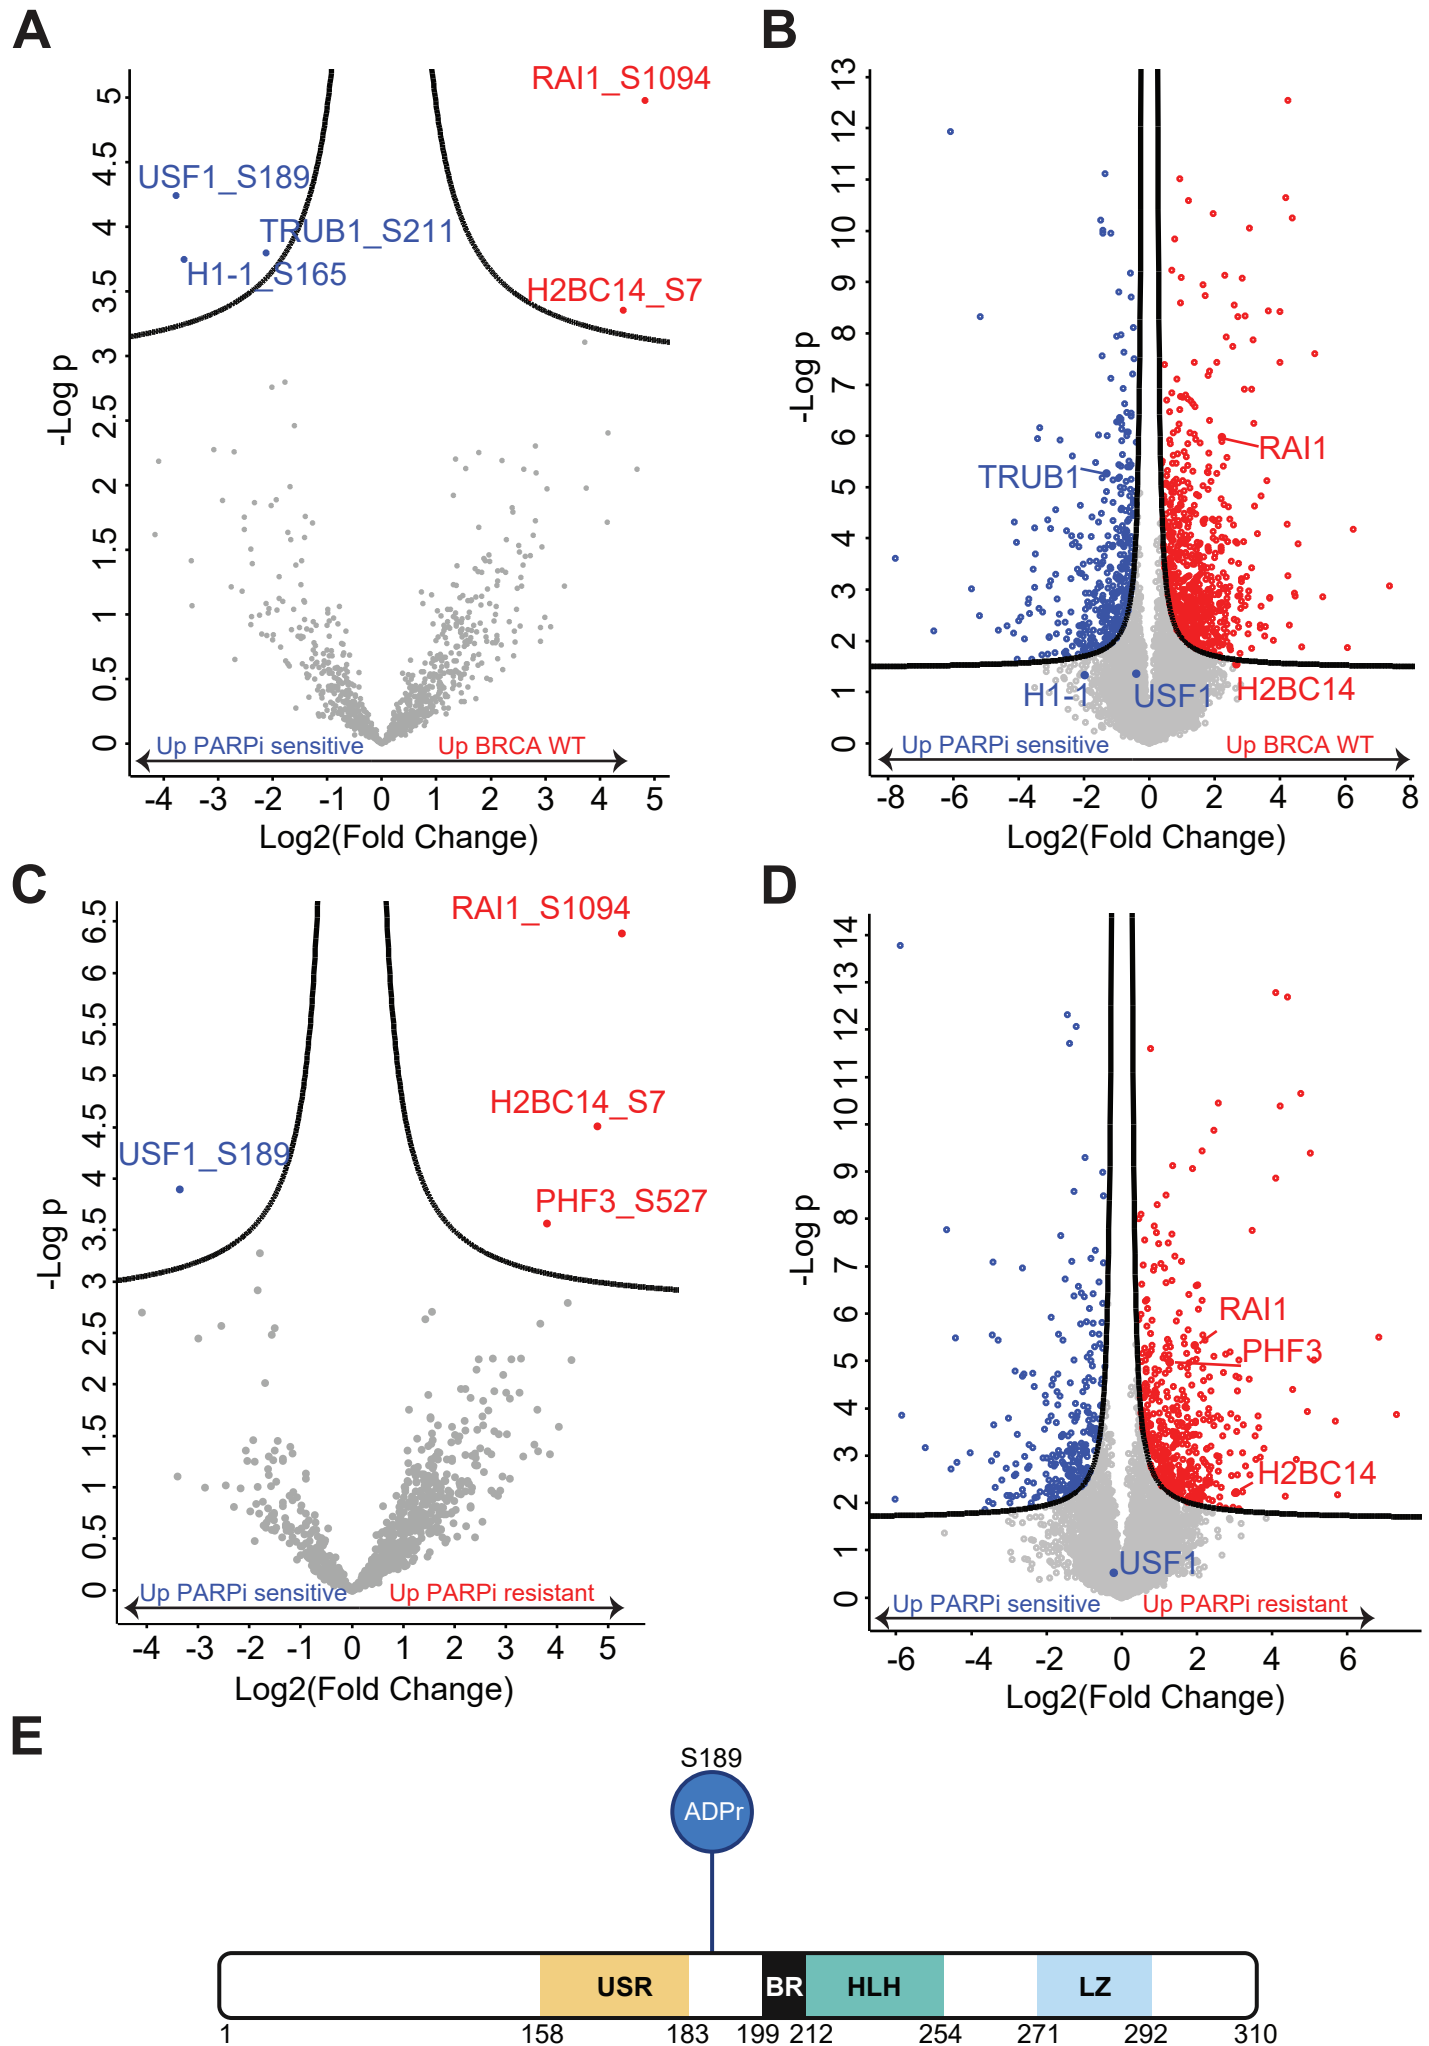 A
RAI1_S1094
USF1_S189
TRUB1_S211
H1-1_S165
H2BC14_S7
5
4.5
4
3.5
3
2.5
2
1.5
1
0.5
0
-Log p
Up PARPi sensitive
Up BRCA WT
-4 -3 -2 -1 0 1 2 3 4 5
Log2(Fold Change)
B
13
12
11
10
9
8
7
6
5
4
3
2
1
0
-Log p
RAI1
TRUB1
H1-1
USF1
H2BC14
Up PARPi sensitive
Up BRCA WT
-8 -6 -4 -2 0 2 4 6 8
Log2(Fold Change)
C
RAI1_S1094
H2BC14_S7
USF1_S189
PHF3_S527
6.5
6
5.5
5
4.5
4
3.5
3
2.5
2
1.5
1
0.5
0
-Log p
Up PARPi sensitive
Up PARPi resistant
-4 -3 -2 -1 0 1 2 3 4 5
Log2(Fold Change)
D
14
13
12
11
10
9
8
7
6
5
4
3
2
1
0
-Log p
RAI1
PHF3
H2BC14
USF1
Up PARPi sensitive
Up PARPi resistant
-6 -4 -2 0 2 4 6
Log2(Fold Change)
E
S189
ADPr
USR BR HLH LZ
1 158 183 199 212 254 271 292 310